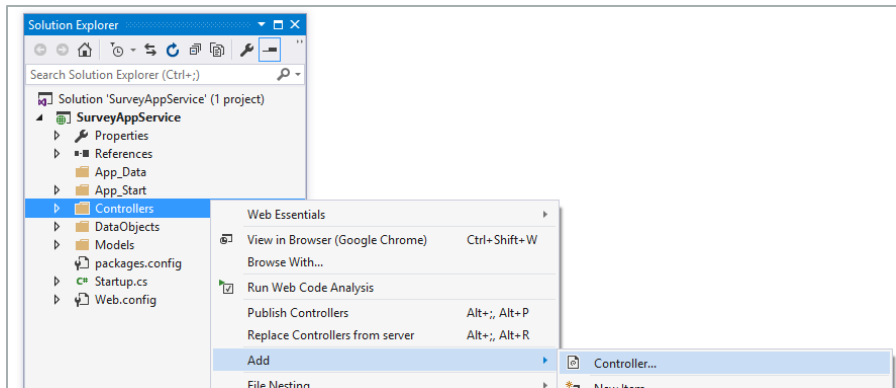 Solution Explorer
Search Solution Explorer (Ctrl+;)
Solution 'SurveyAppService' (1 project)
SurveyAppService
Properties
References
App_Data
App_Start
Controllers
DataObjects
Models
packages.config
C# Startup.cs
Web.config
Web Essentials
View in Browser (Google Chrome) Ctrl+Shift+W
Browse With...
Run Web Code Analysis
Publish Controllers Alt+;, Alt+P
Replace Controllers from server Alt+;, Alt+R
Add
File Nesting
Controller...
New Item...